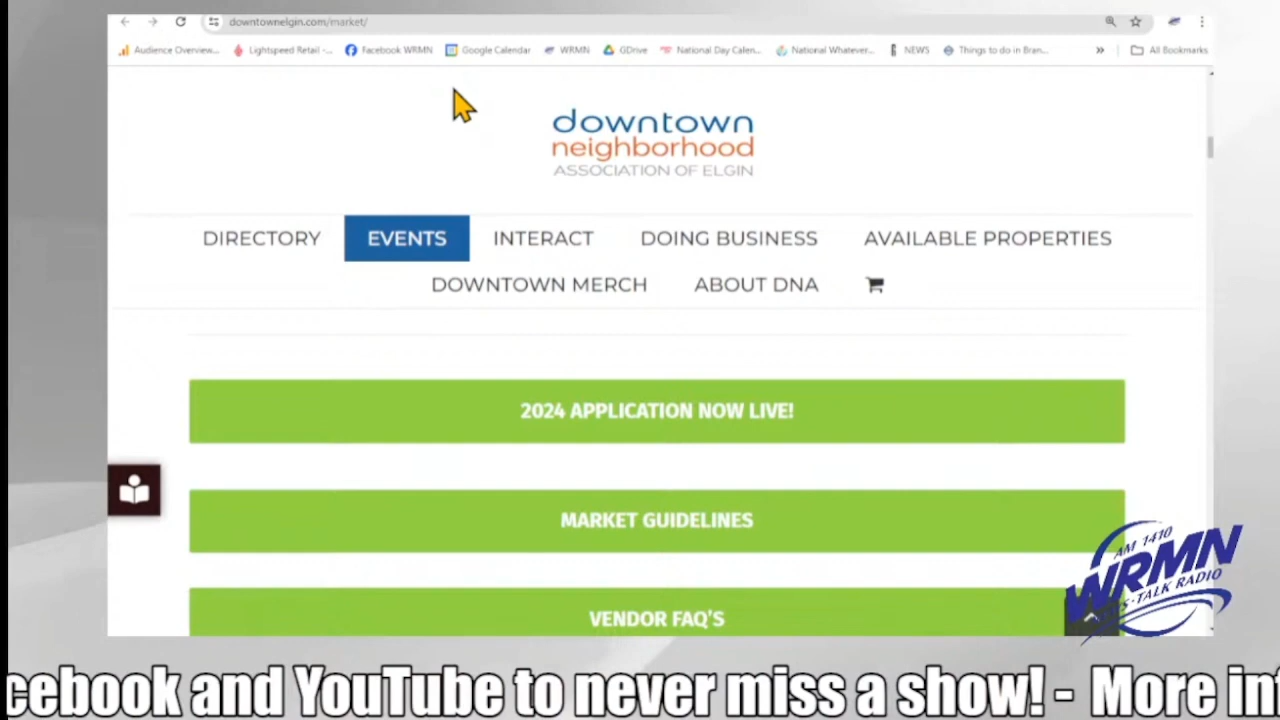 downtownelgin.com/market/
Audience Overview... Lightspeed Retail -... Facebook WRMN Google Calendar WRMN GDrive National Day Calen... National Whatever... NEWS Things to do in Bran... » All Bookmarks
downtown
neighborhood
ASSOCIATION OF ELGIN
DIRECTORY EVENTS INTERACT DOING BUSINESS AVAILABLE PROPERTIES
DOWNTOWN MERCH ABOUT DNA
2024 APPLICATION NOW LIVE!
MARKET GUIDELINES
VENDOR FAQ'S
AM 1410
WRMN
TALK RADIO
cebook and YouTube to never miss a show! - More inf